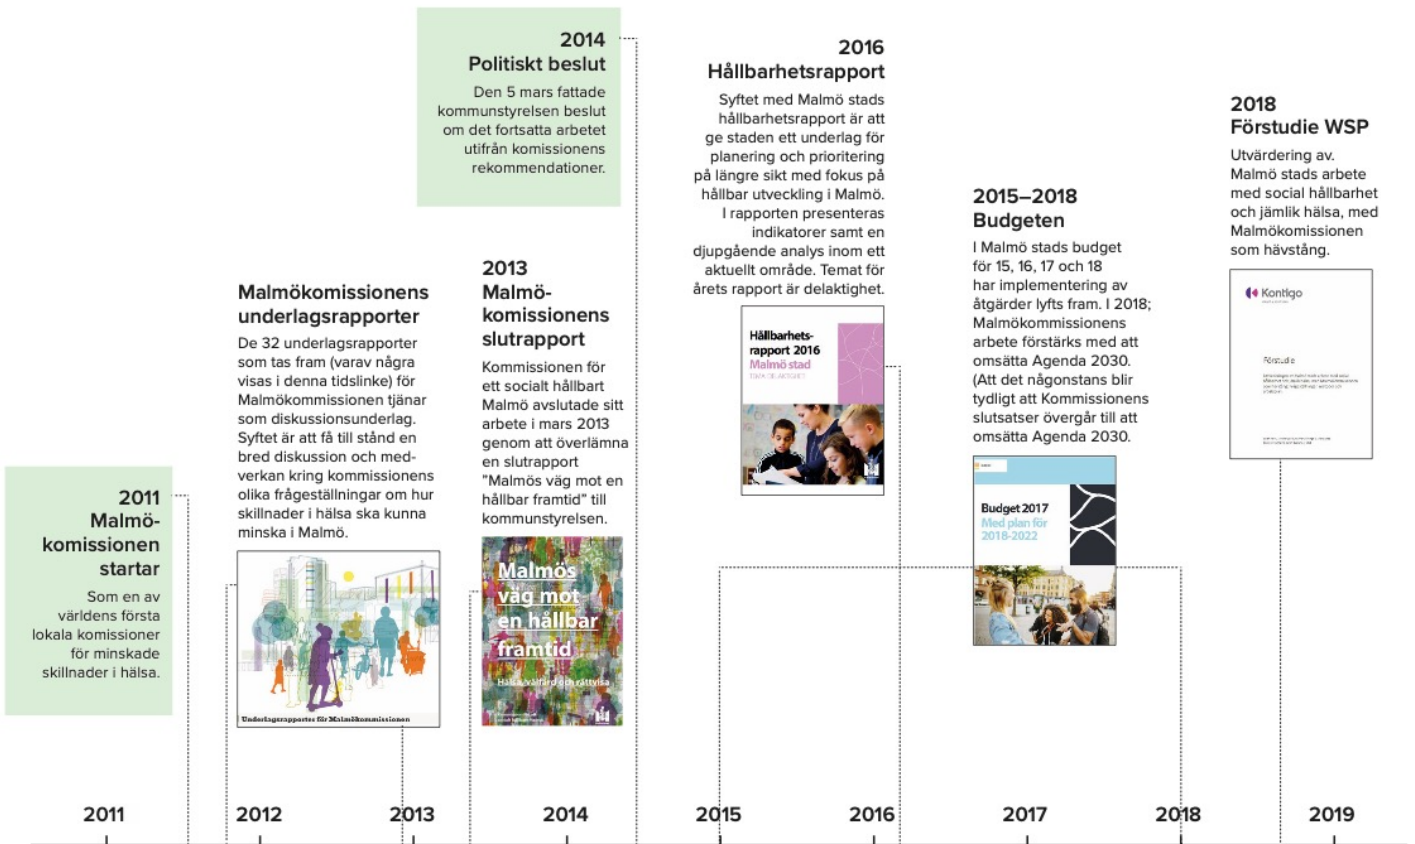 2011
Malmö-
komissionen
startar
Som en av
världens första
lokala komissioner
för minskade
skillnader i hälsa.
Malmökomissionens
underlagsrapporter
De 32 underlagsrapporter
som tas fram (varav några
visas i denna tidslinke) för
Malmökommissionen tjänar
som diskussionsunderlag.
Syftet är att få till stånd en
bred diskussion och med-
verkan kring kommissionens
olika frågeställningar om hur
skillnader i hälsa ska kunna
minska i Malmö.
Underlagsrapporter för Malmökommissionen
2014
Politiskt beslut
Den 5 mars fattade
kommunstyrelsen beslut
om det fortsatta arbetet
utifrån komissionens
rekommendationer.
2013
Malmö-
komissionens
slutrapport
Kommissionen för
ett socialt hållbart
Malmö avslutade sitt
arbete i mars 2013
genom att överlämna
en slutrapport
”Malmös väg mot en
hållbar framtid” till
kommunstyrelsen.
Malmös
väg mot
en hållbar
framtid
Hälsa, välfärd och rättvisa
2016
Hållbarhetsrapport
Syftet med Malmö stads
hållbarhetsrapport är att
ge staden ett underlag för
planering och prioritering
på längre sikt med fokus på
hållbar utveckling i Malmö.
I rapporten presenteras
indikatorer samt en
djupgående analys inom ett
aktuellt område. Temat för
årets rapport är delaktighet.
Hållbarhets-
rapport 2016
Malmö stad
2015–2018
Budgeten
I Malmö stads budget
för 15, 16, 17 och 18
har implementering av
åtgärder lyfts fram. I 2018;
Malmökommissionens
arbete förstärks med att
omsätta Agenda 2030.
(Att det någonstans blir
tydligt att Kommissionens
slutsatser övergår till att
omsätta Agenda 2030.
Budget 2017
Med plan för
2018-2022
2018
Förstudie WSP
Utvärdering av.
Malmö stads arbete
med social hållbarhet
och jämlik hälsa, med
Malmökomissionen
som hävstång.
Kontigo
Förstudie
2011 2012 2013 2014 2015 2016 2017 2018 2019